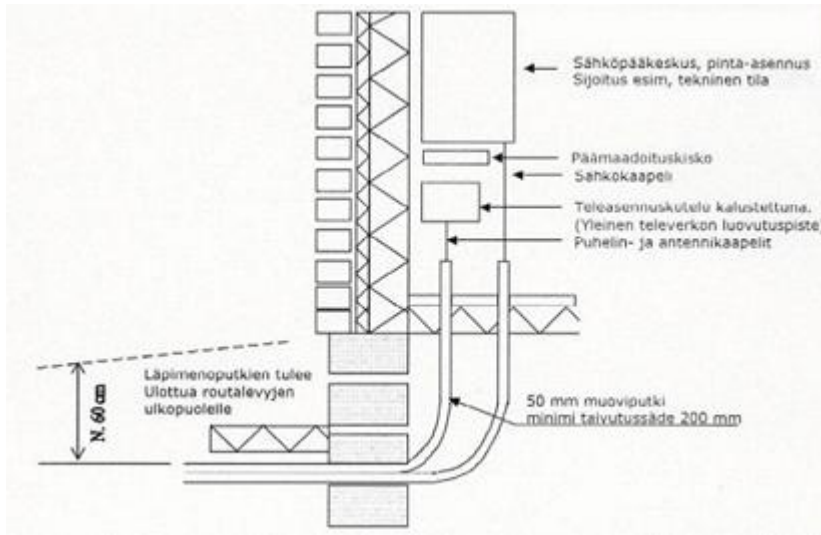 Sähköpääkeskus, pinta-asennus
Sijoitus esim, tekninen tila
Päämaadoituskisko
Sahkokaapeli
Teleasennuskotelo kalustettuna.
(Yleinen televerkon luovutuspiste)
Puhelin- ja antennikaapelit
Läpimenoputkien tulee
Ulottua routalevyjen
ulkopuolelle
N. 60 cm
50 mm muoviputki
minimi taivutussäde 200 mm